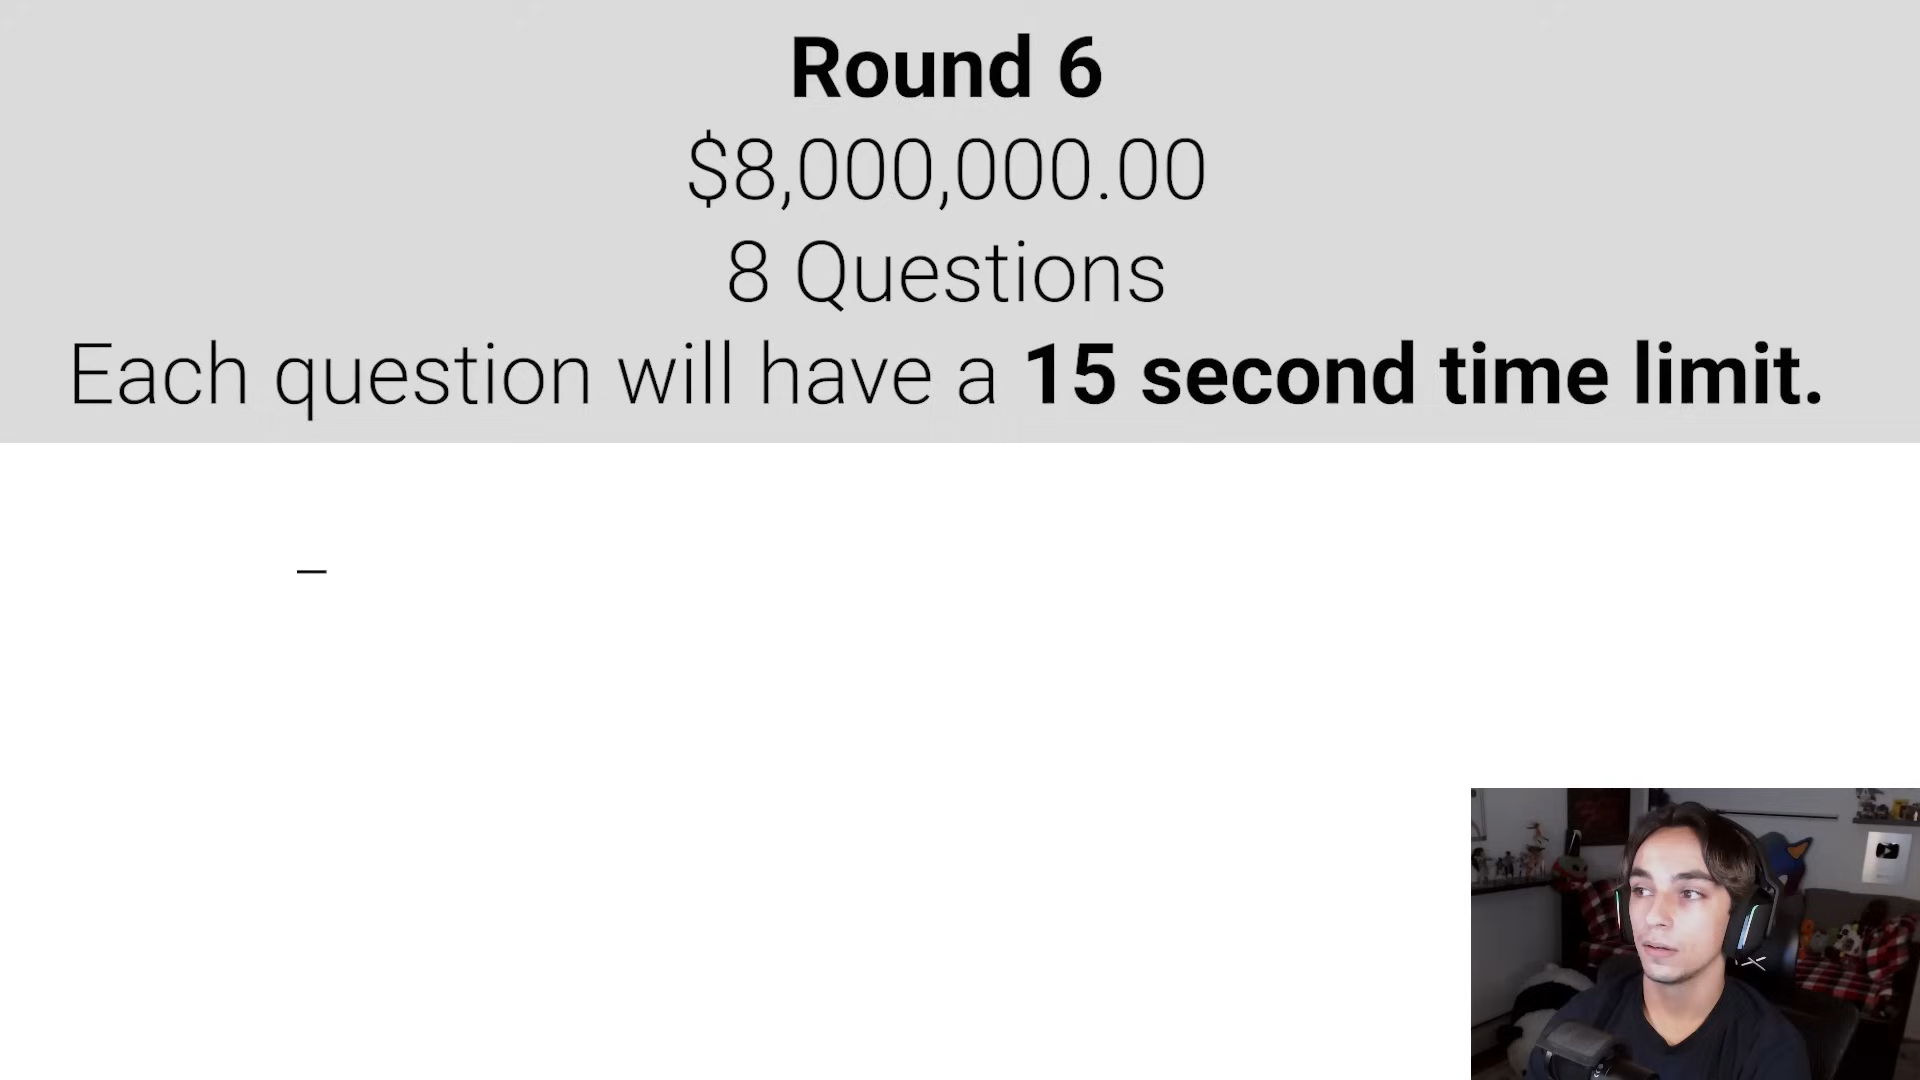 Round 6
$8,000,000.00
8 Questions
Each question will have a 15 second time limit.
_